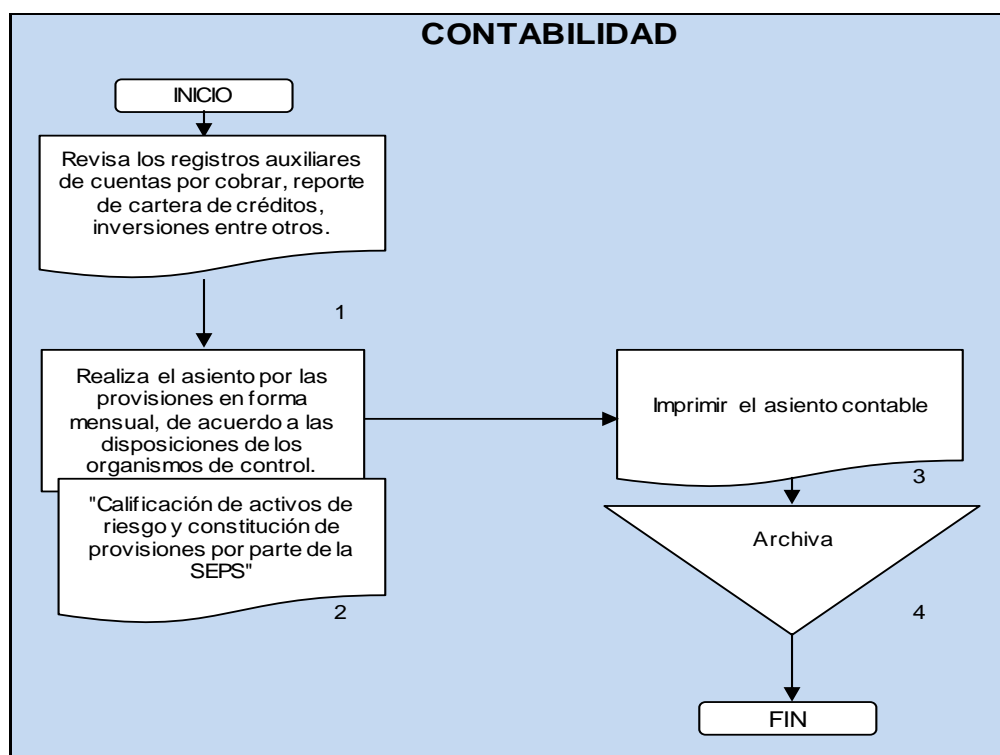 CONTABILIDAD
INICIO
Revisa los registros auxiliares
de cuentas por cobrar, reporte
de cartera de créditos,
inversiones entre otros.
1
Realiza el asiento por las
provisiones en forma
mensual, de acuerdo a las
disposiciones de los
organismos de control.
"Calificación de activos de
riesgo y constitución de
provisiones por parte de la
SEPS"
2
Imprimir el asiento contable
3
Archiva
4
FIN